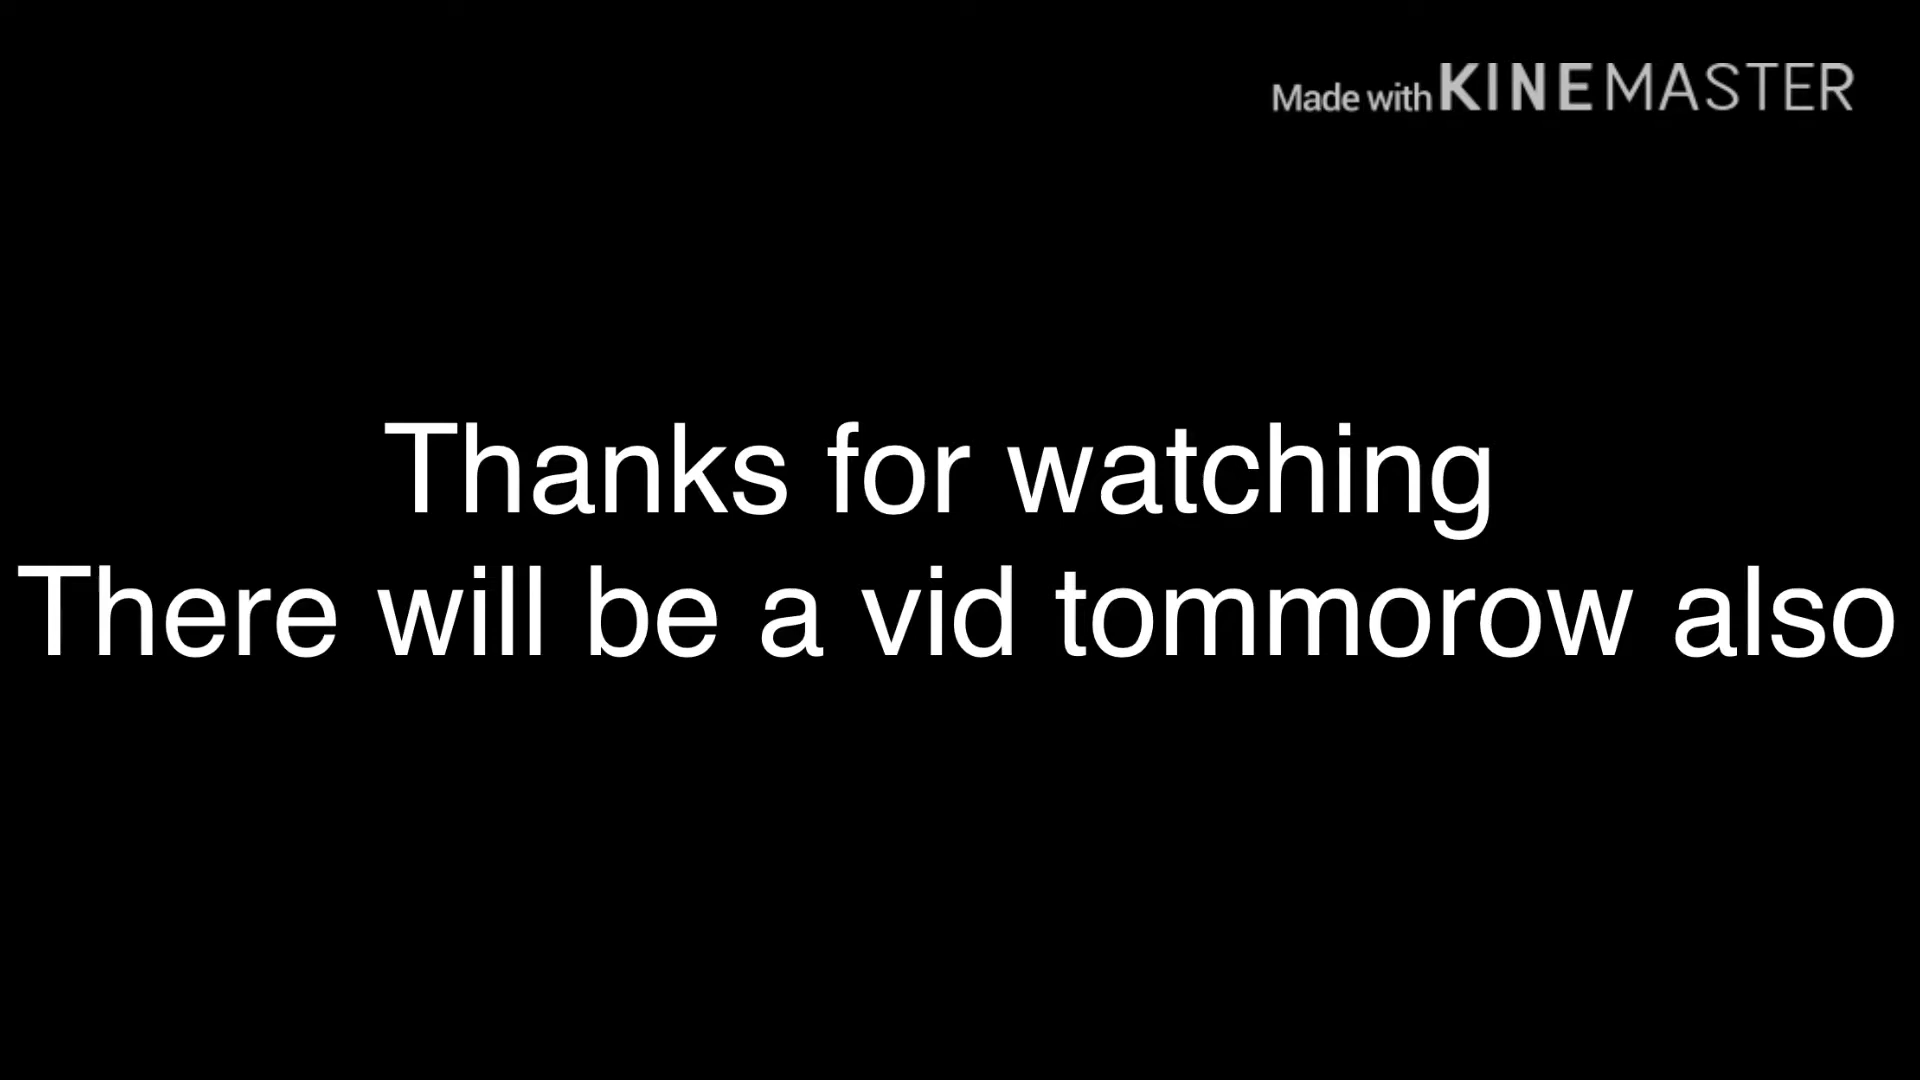 Made with KINEMASTER
Thanks for watching
There will be a vid tommorow also